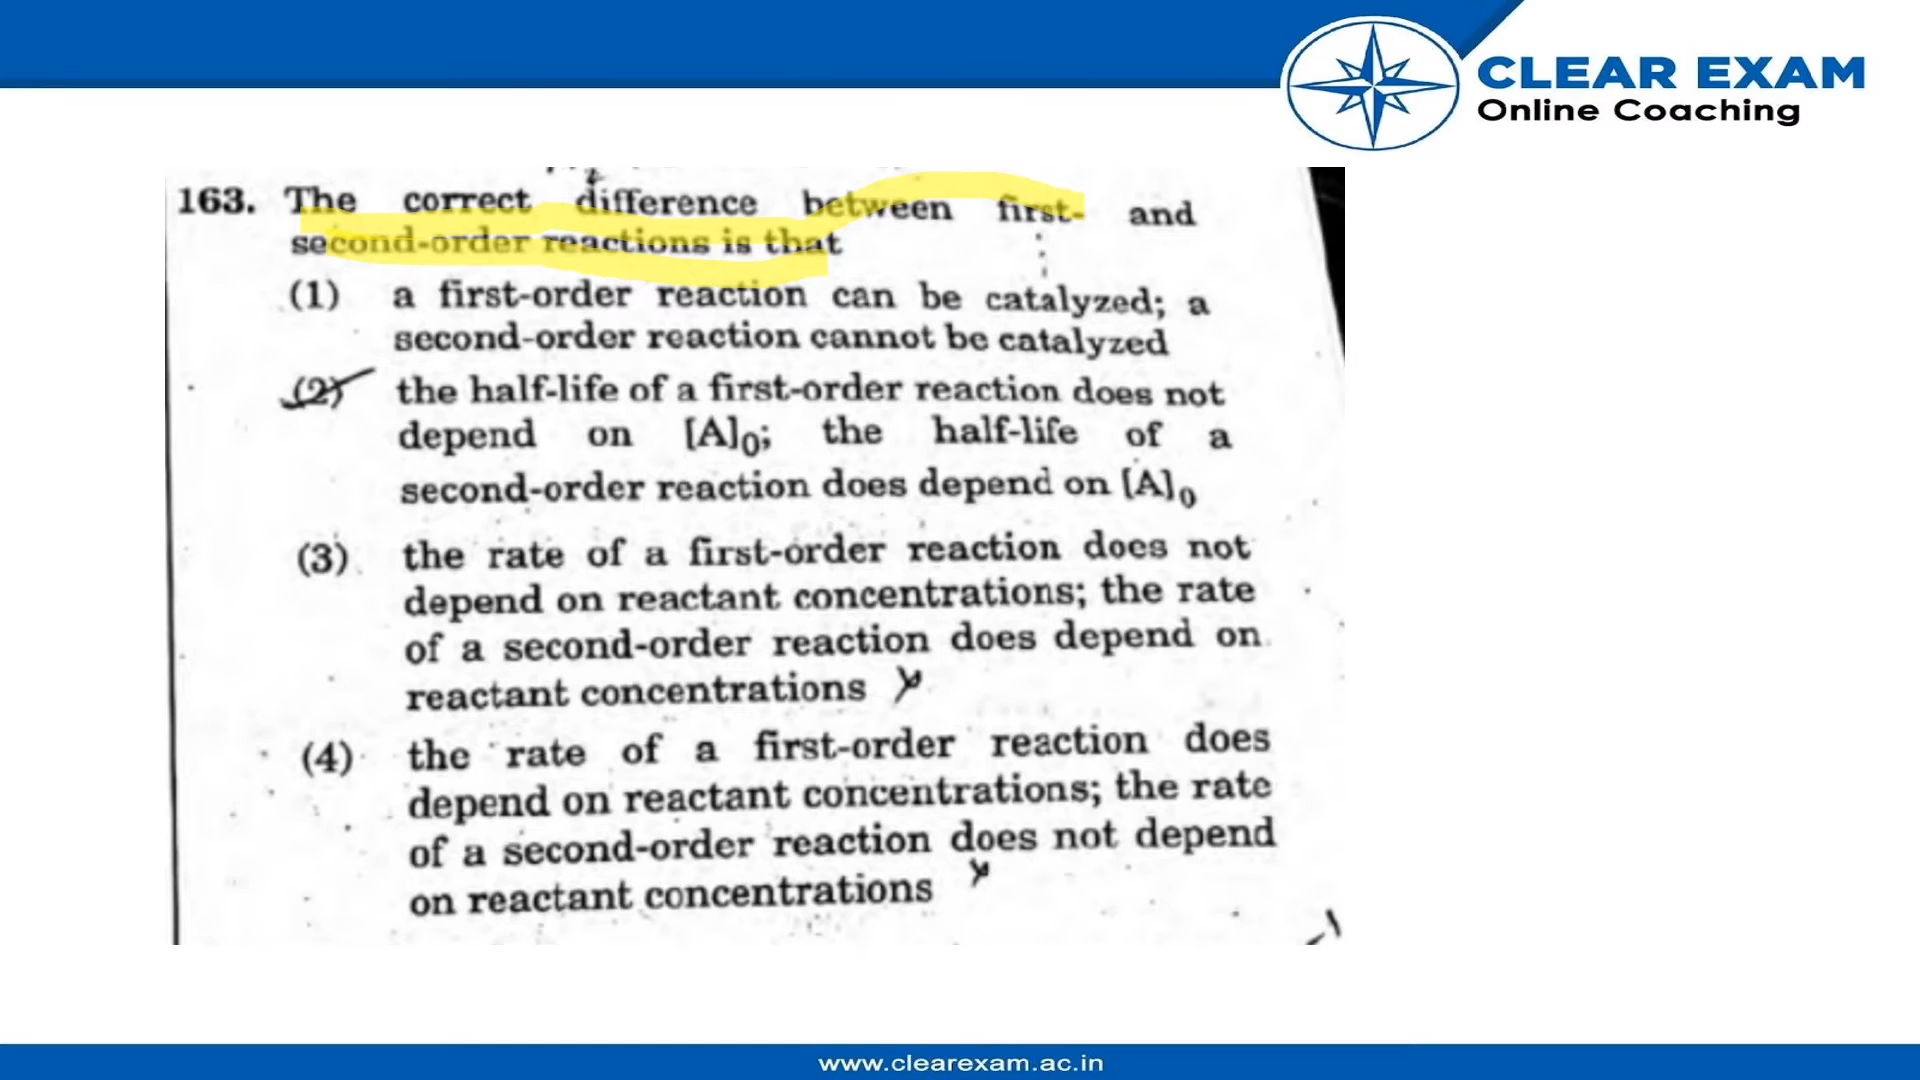 CLEAR EXAM
Online Coaching
163. The correct difference between first- and
second-order reactions is that
(1) a first-order reaction can be catalyzed; a
second-order reaction cannot be catalyzed
(2) the half-life of a first-order reaction does not
depend on [A]₀; the half-life of a
second-order reaction does depend on [A]₀
(3) the rate of a first-order reaction does not
depend on reactant concentrations; the rate
of a second-order reaction does depend on
reactant concentrations
(4) the rate of a first-order reaction does
depend on reactant concentrations; the rate
of a second-order reaction does not depend
on reactant concentrations
www.clearexam.ac.in